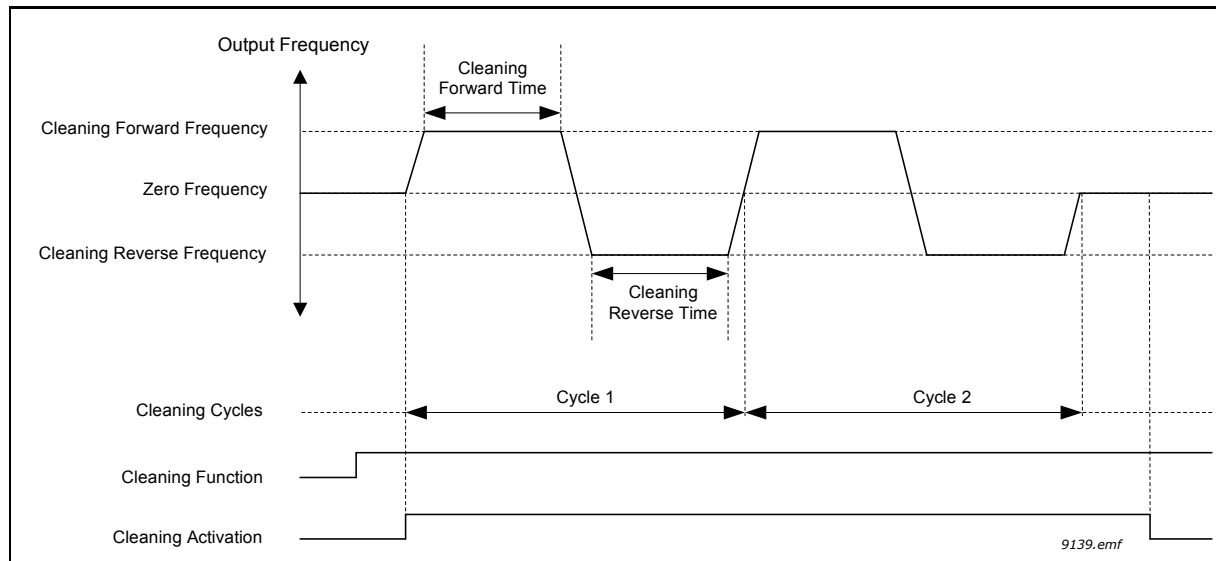 Output Frequency
Cleaning
Forward Time
Cleaning Forward Frequency
Zero Frequency
Cleaning Reverse Frequency
Cleaning
Reverse Time
Cycle 1
Cycle 2
Cleaning Cycles
Cleaning Function
Cleaning Activation
9139.emf